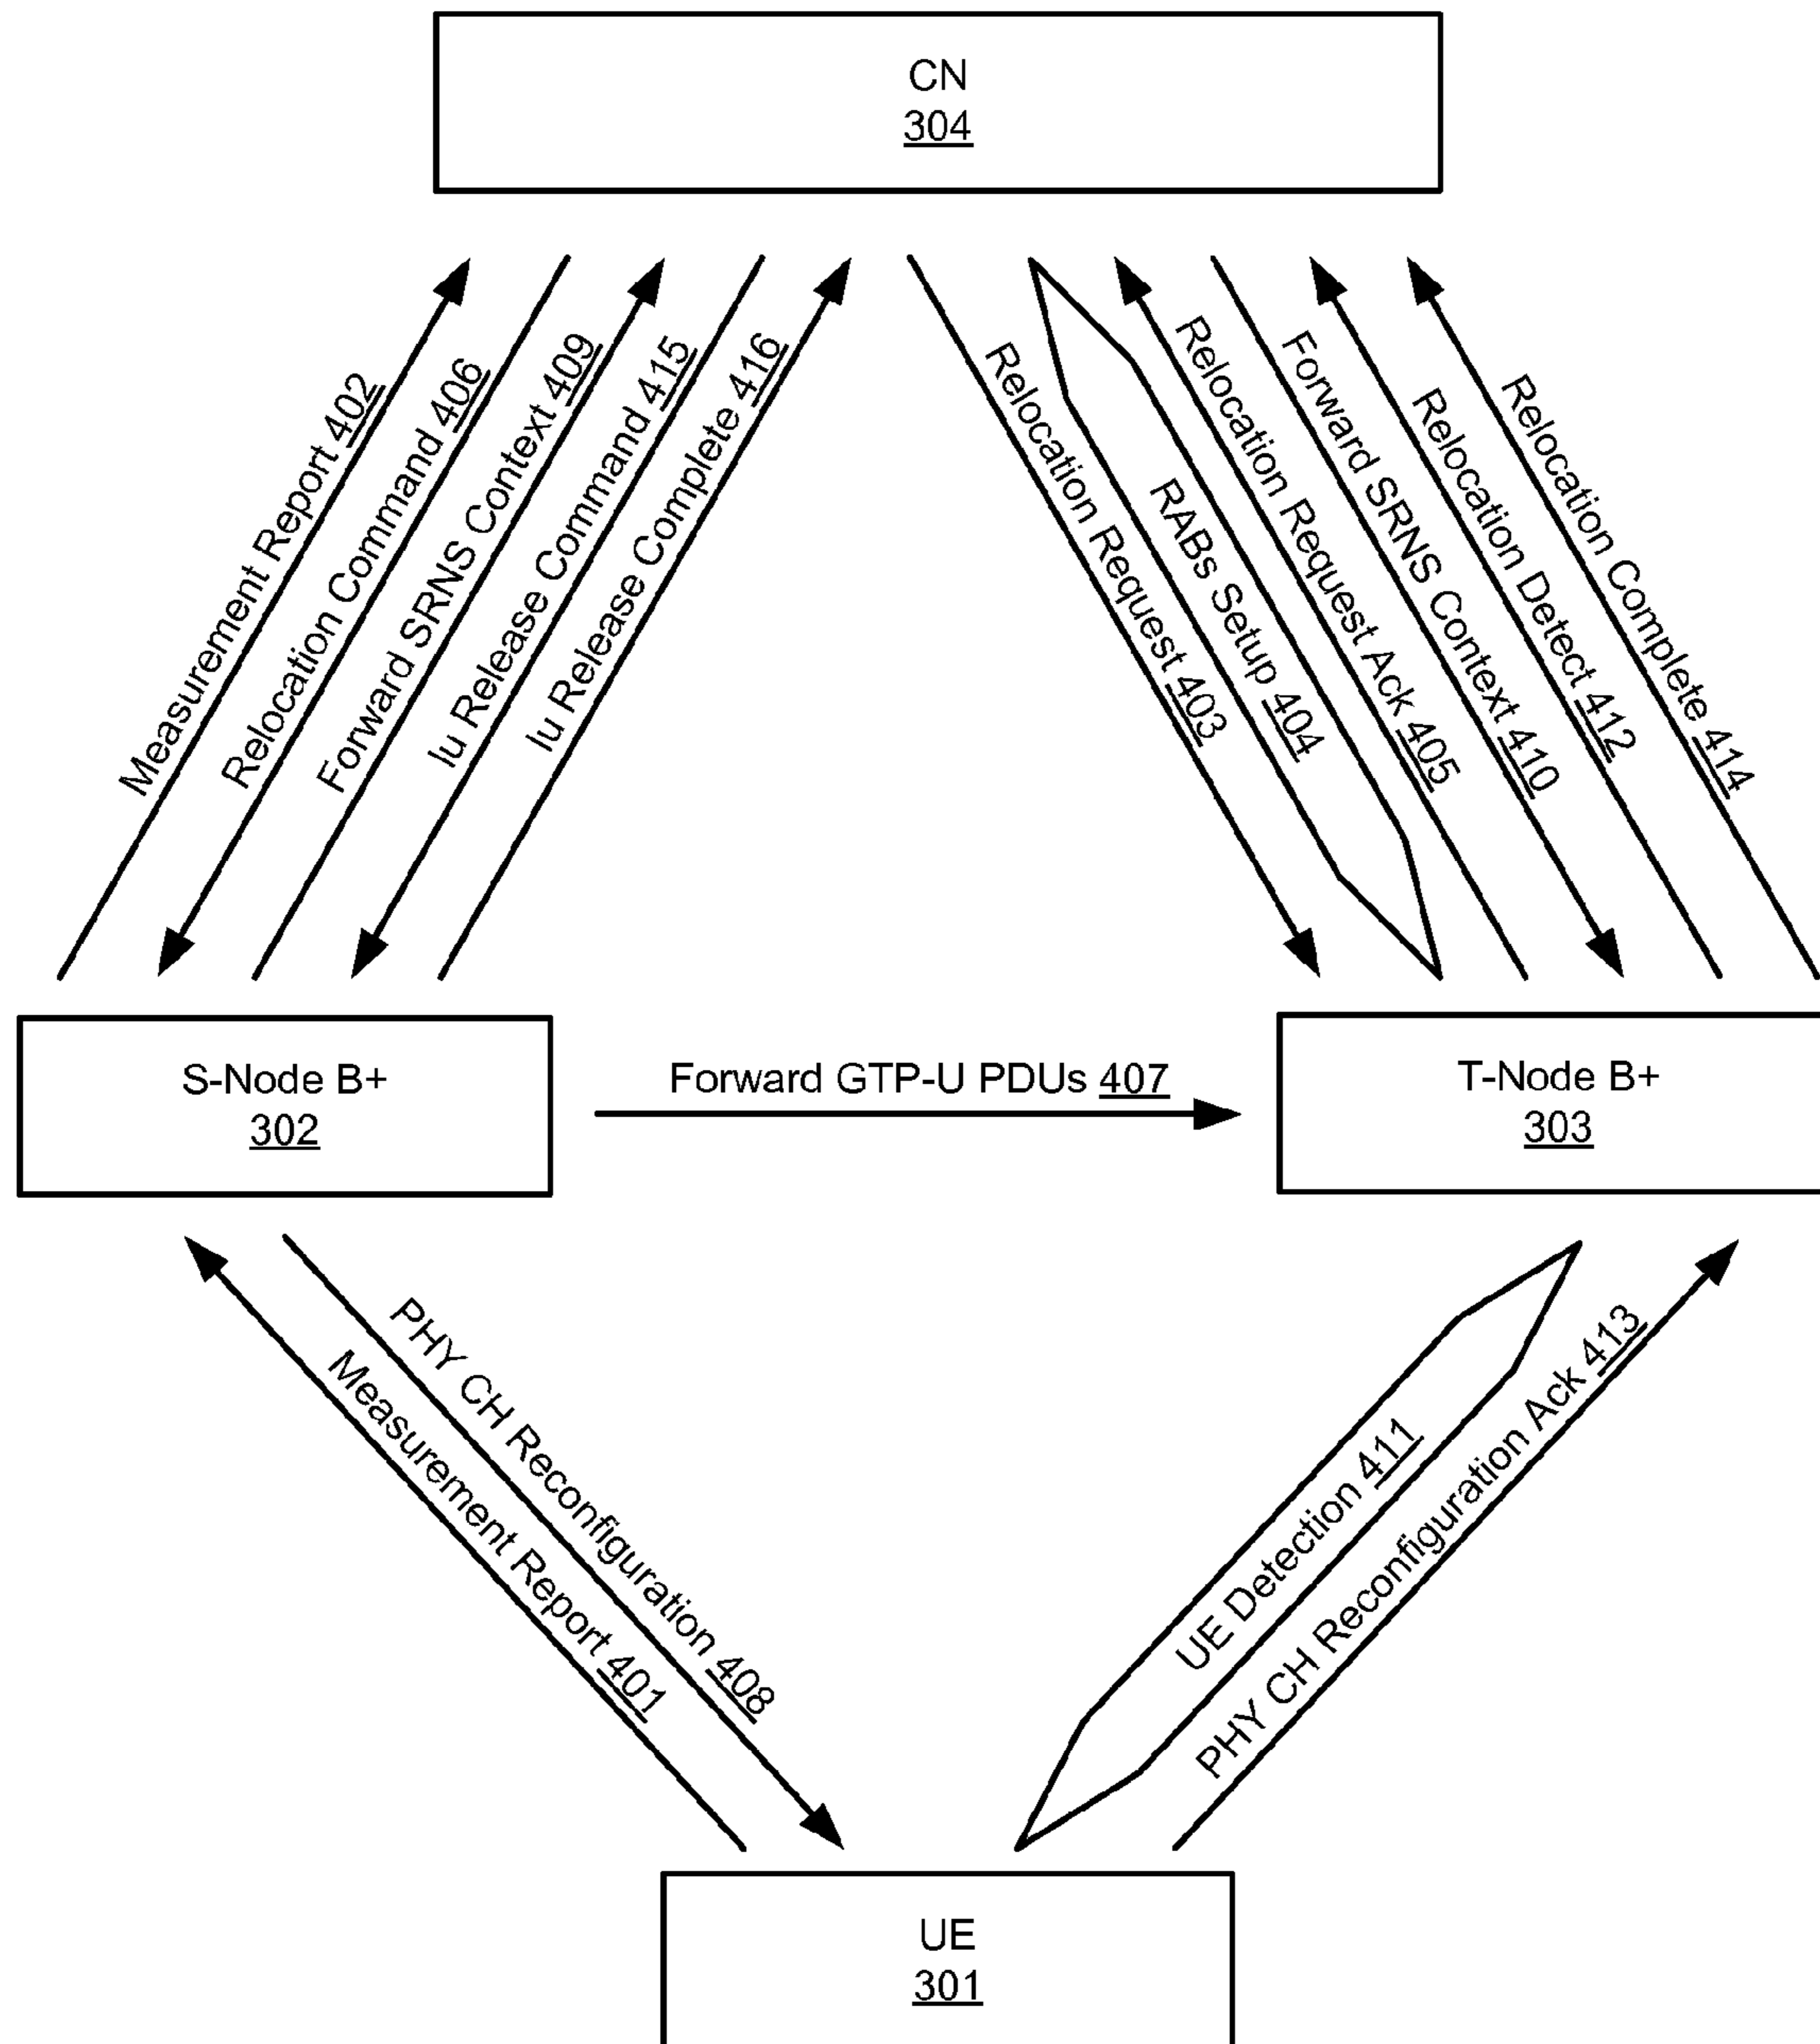 CN
304
Measurement Report 402
Relocation Command 406
Forward SRNS Context 409
Iu Release Command 415
Iu Release Complete 416
Relocation Request 403
RABs Setup 404
Relocation Request Ack 405
Forward SRNS Context 410
Relocation Detect 412
Relocation Complete 414
S-Node B+
302
Forward GTP-U PDUs 407
T-Node B+
303
PHY CH Reconfiguration 408
Measurement Report 401
UE Detection 411
PHY CH Reconfiguration Ack 413
UE
301